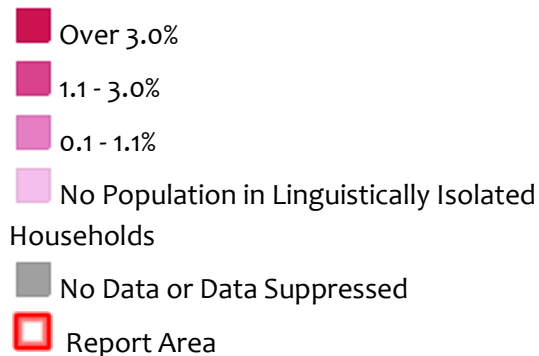 Over 3.0%
1.1 - 3.0%
0.1 - 1.1%
No Population in Linguistically Isolated
Households
No Data or Data Suppressed
Report Area